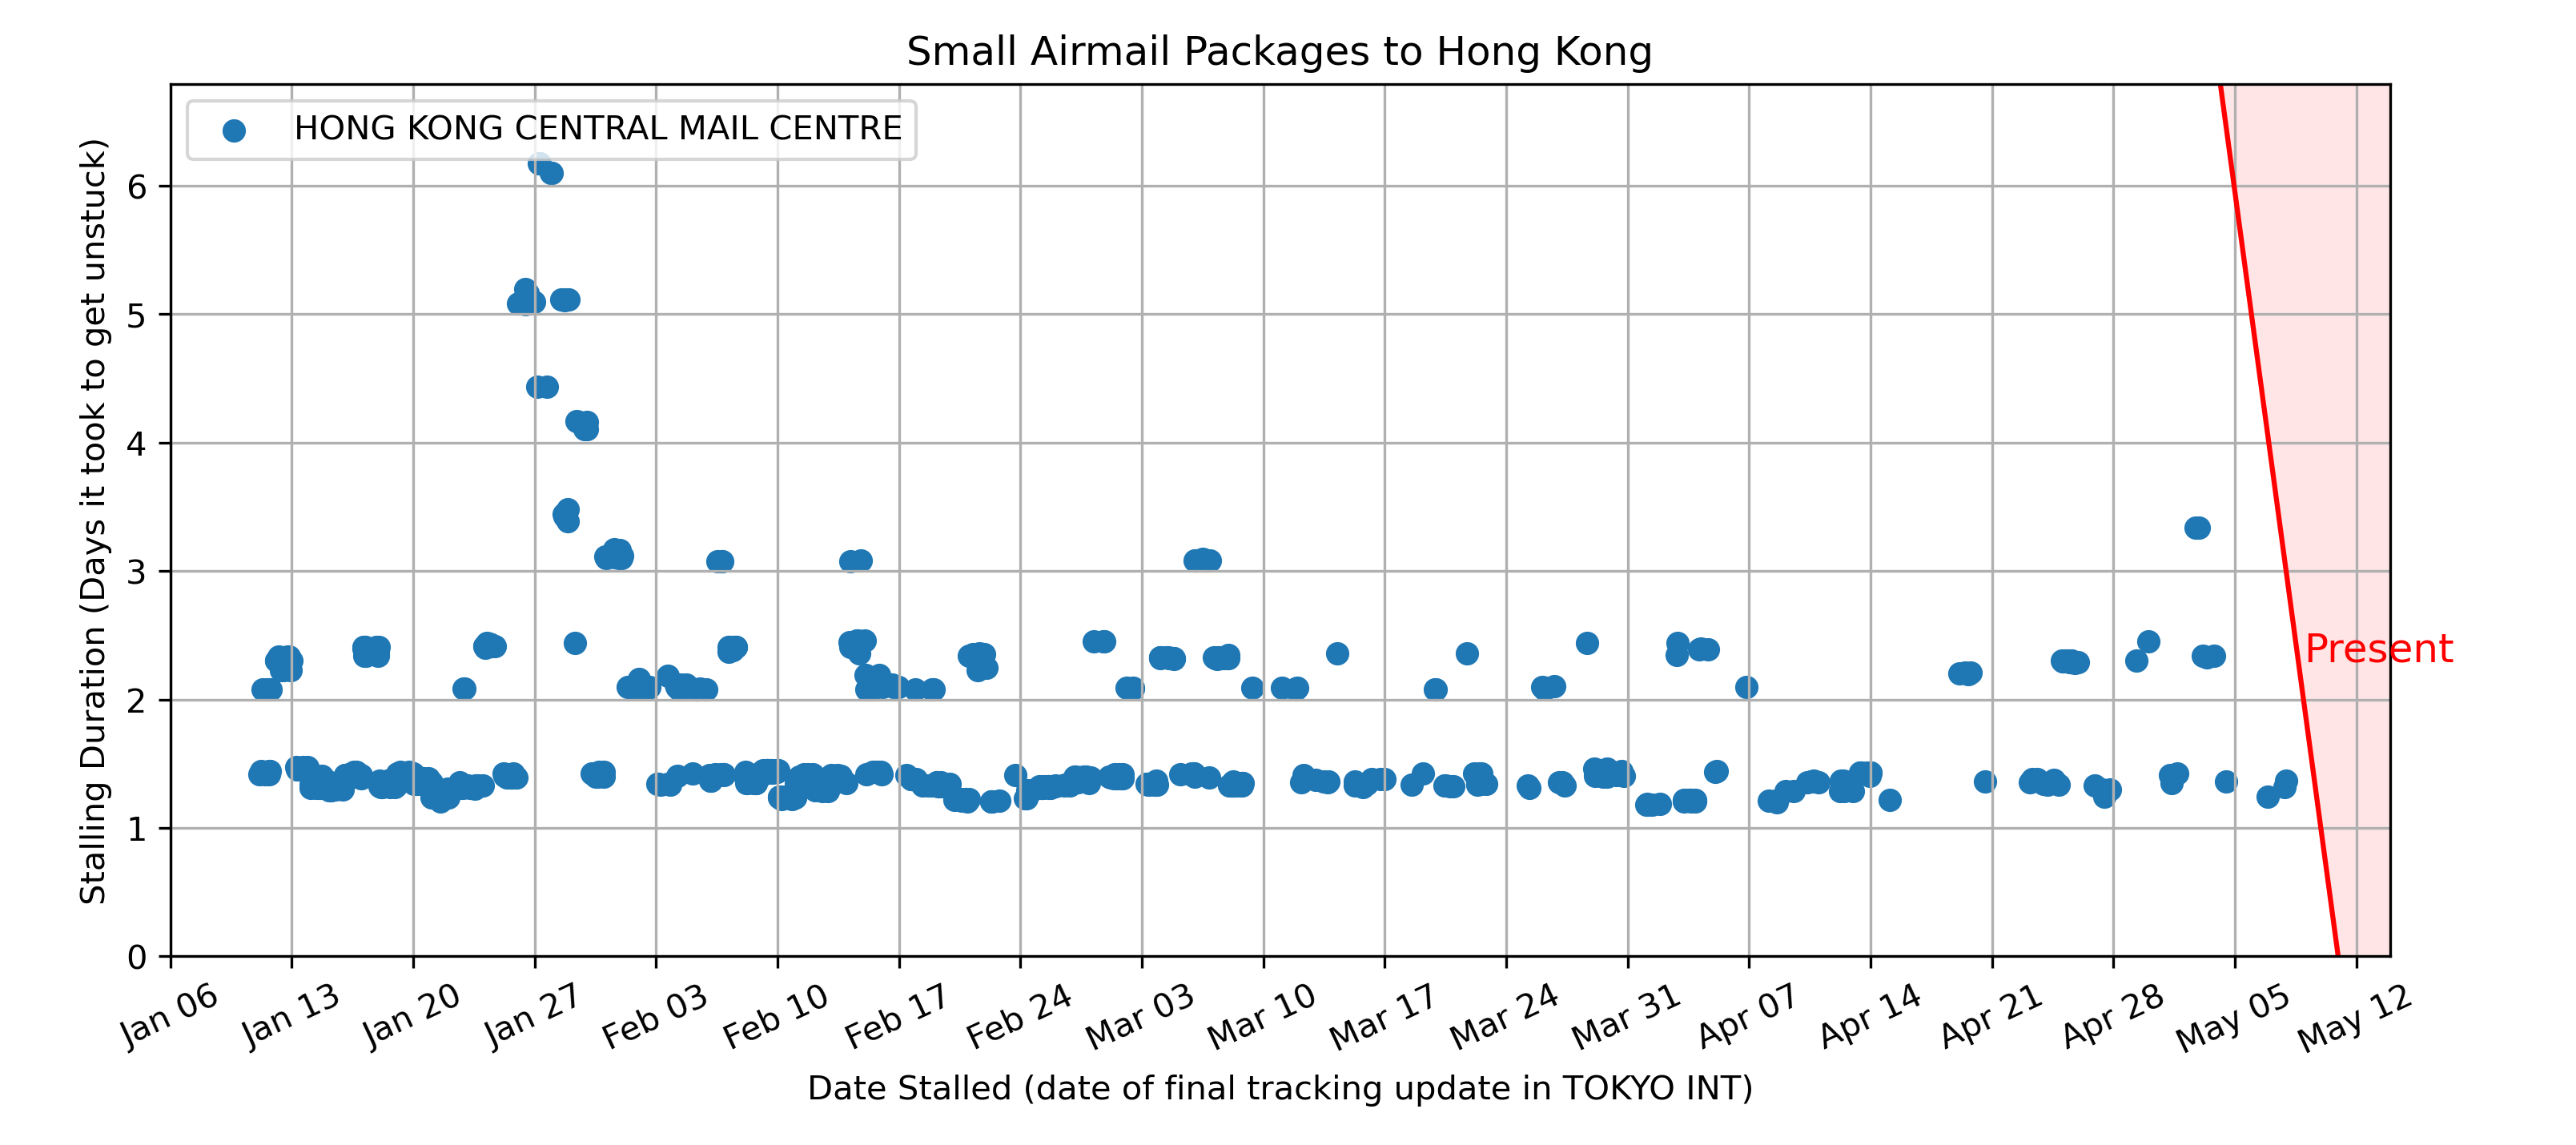 Small Airmail Packages to Hong Kong
HONG KONG CENTRAL MAIL CENTRE
Stalling Duration (Days it took to get unstuck)
6
5
4
3
2
1
0
Present
Jan 06
Jan 13
Jan 20
Jan 27
Feb 03
Feb 10
Feb 17
Feb 24
Mar 03
Mar 10
Mar 17
Mar 24
Mar 31
Apr 07
Apr 14
Apr 21
Apr 28
May 05
May 12
Date Stalled (date of final tracking update in TOKYO INT)